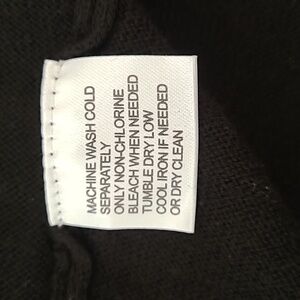 MACHINE WASH COLD
SEPARATELY
ONLY NON-CHLORINE
BLEACH WHEN NEEDED
TUMBLE DRY LOW
COOL IRON IF NEEDED
OR DRY CLEAN